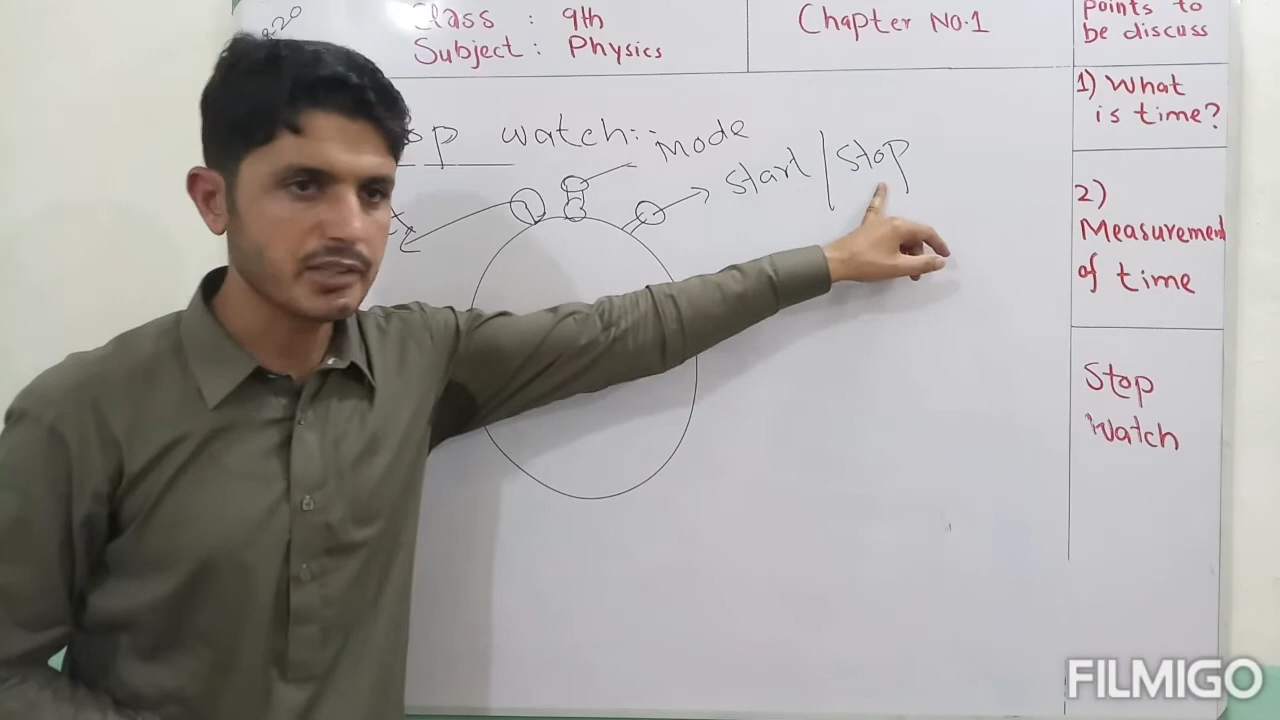 Class : 9th
Subject : Physics
Chapter No.1
points to
be discuss
1) What
is time?
2)
Measurement
of time
Stop
Watch
op watch:-
Mode
Start / Stop
FILMIGO